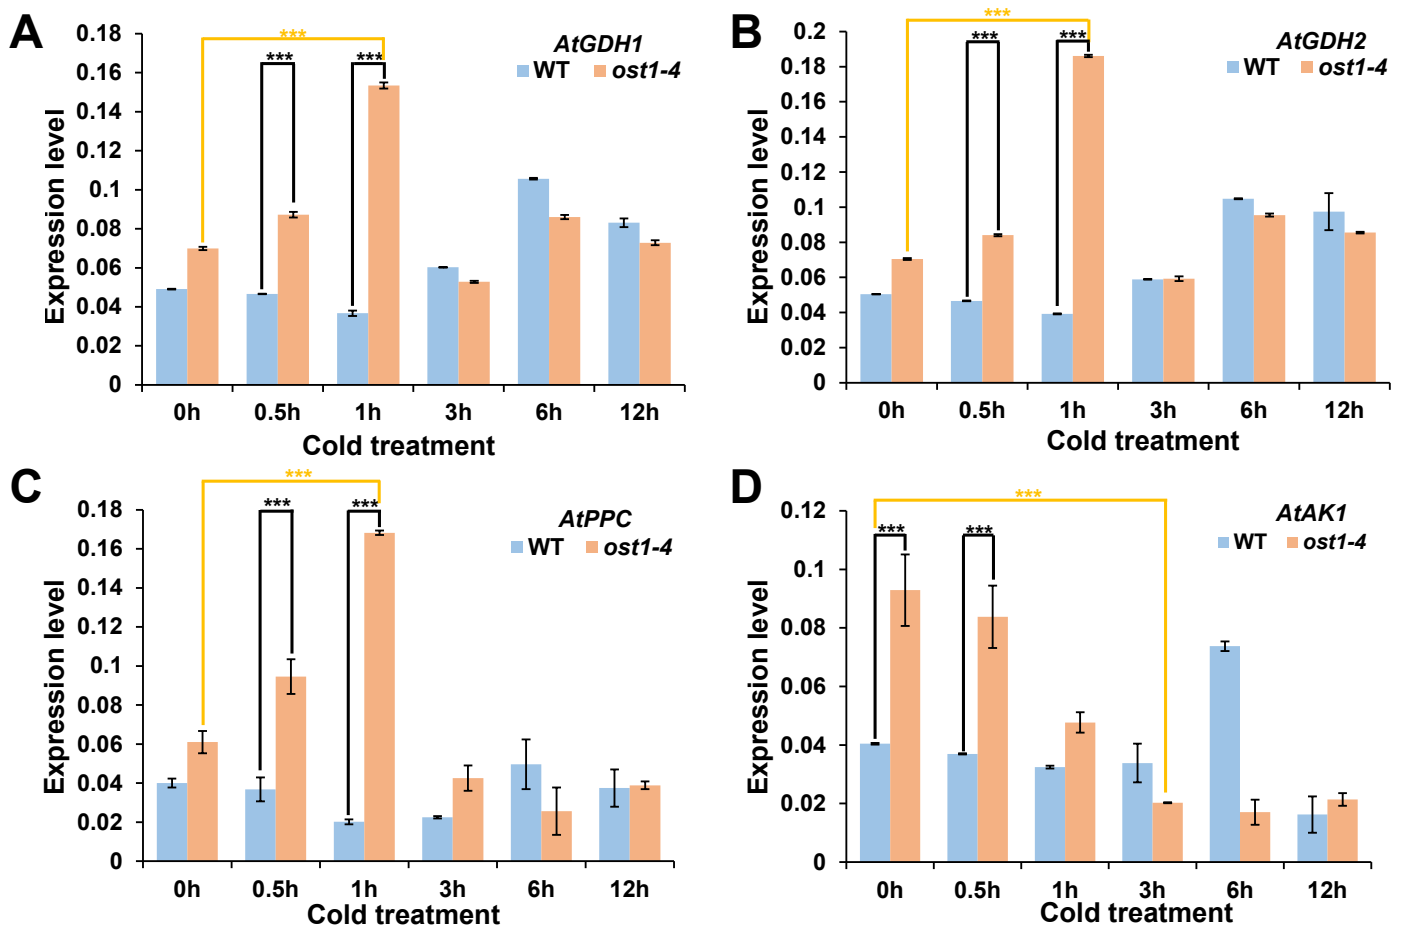 A
AtGDH1
WT ost1-4
***
*** ***
Expression level
0.18
0.16
0.14
0.12
0.1
0.08
0.06
0.04
0.02
0
0h 0.5h 1h 3h 6h 12h
Cold treatment
B
AtGDH2
WT ost1-4
***
*** ***
Expression level
0.2
0.18
0.16
0.14
0.12
0.1
0.08
0.06
0.04
0.02
0
0h 0.5h 1h 3h 6h 12h
Cold treatment
C
AtPPC
WT ost1-4
***
*** ***
Expression level
0.18
0.16
0.14
0.12
0.1
0.08
0.06
0.04
0.02
0
0h 0.5h 1h 3h 6h 12h
Cold treatment
D
AtAK1
WT ost1-4
***
*** ***
Expression level
0.12
0.1
0.08
0.06
0.04
0.02
0
0h 0.5h 1h 3h 6h 12h
Cold treatment